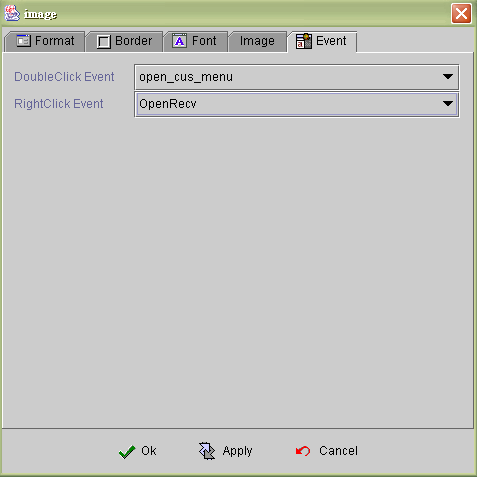 image
Format Border Font Image Event
DoubleClick Event open_cus_menu
RightClick Event OpenRecv
Ok Apply Cancel